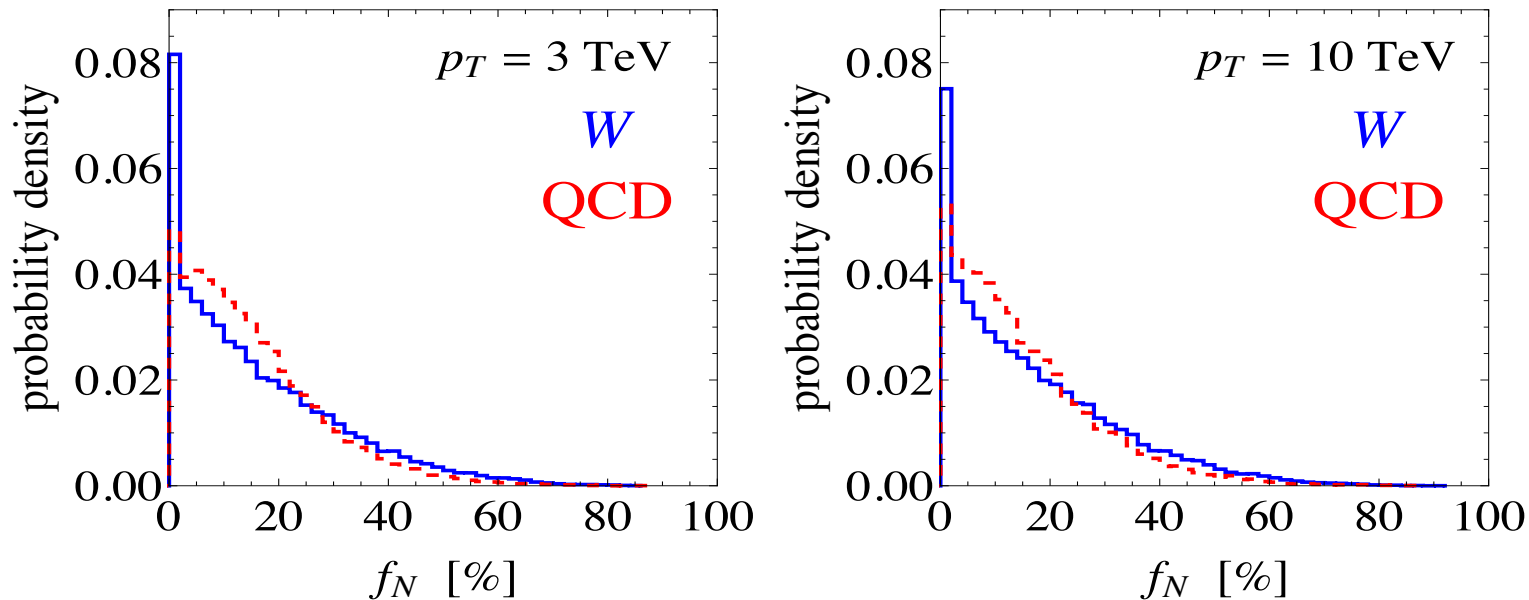 probability density
0.08
0.06
0.04
0.02
0.00
p_T = 3 TeV
W
QCD
0 20 40 60 80 100
f_N [%]
probability density
0.08
0.06
0.04
0.02
0.00
p_T = 10 TeV
W
QCD
0 20 40 60 80 100
f_N [%]